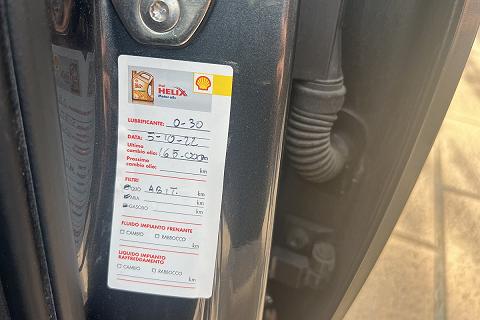 Shell
HELIX
Motor oils
LUBRIFICANTE: 0-30
DATA: 5-10-22
Ultimo
cambio olio: 165.000 km
Prossimo
cambio olio: km
FILTRI
OLIO km
ARIA km
GASOLIO km
FLUIDO IMPIANTO FRENANTE
CAMBIO RABBOCCO
km
LIQUIDO IMPIANTO
RAFFREDDAMENTO
CAMBIO RABBOCCO
km